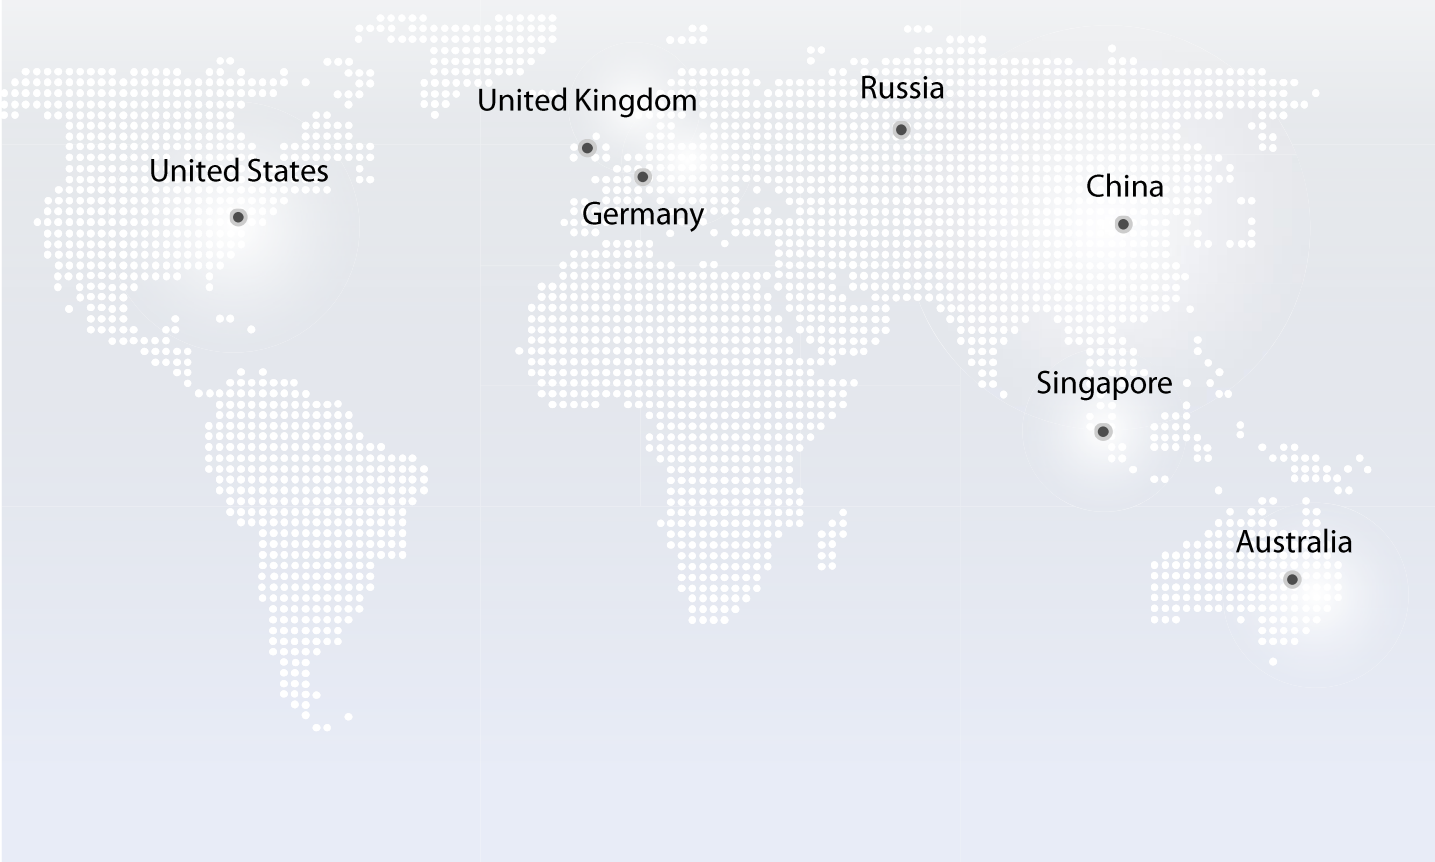 Russia
United Kingdom
United States
China
Germany
Singapore
Australia